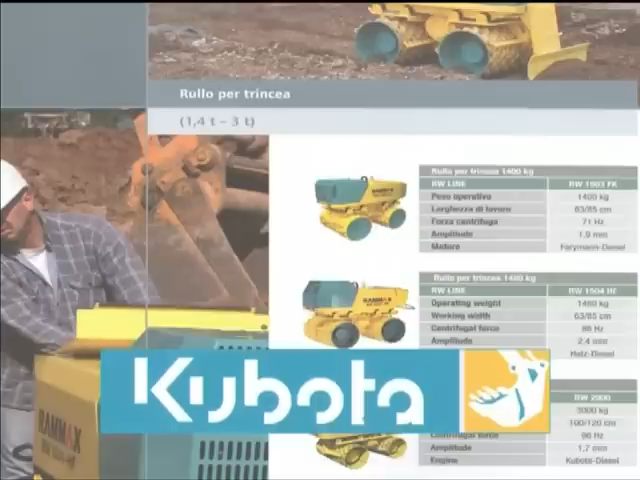 Rullo per trincea
(1,4 t – 3 t)
Rullo per trincea 1400 kg
RW LINE RW 1503 FK
Peso operativo 1400 kg
Larghezza di lavoro 63/85 cm
Forza centrifuga 71 Hz
Amplitude 1,9 mm
Motore Farymann-Diesel
Rullo per trincea 1480 kg
RW LINE RW 1504 HF
Operating weight 1480 kg
Working width 63/85 cm
Centrifugal force 86 Hz
Amplitude 2,4 mm
Hatz-Diesel
Kubota
RW 2900
3000 kg
100/120 cm
Centrifugal force 96 Hz
Amplitude 1,7 mm
Engine Kubota-Diesel
RAMMAX
RAMMAX